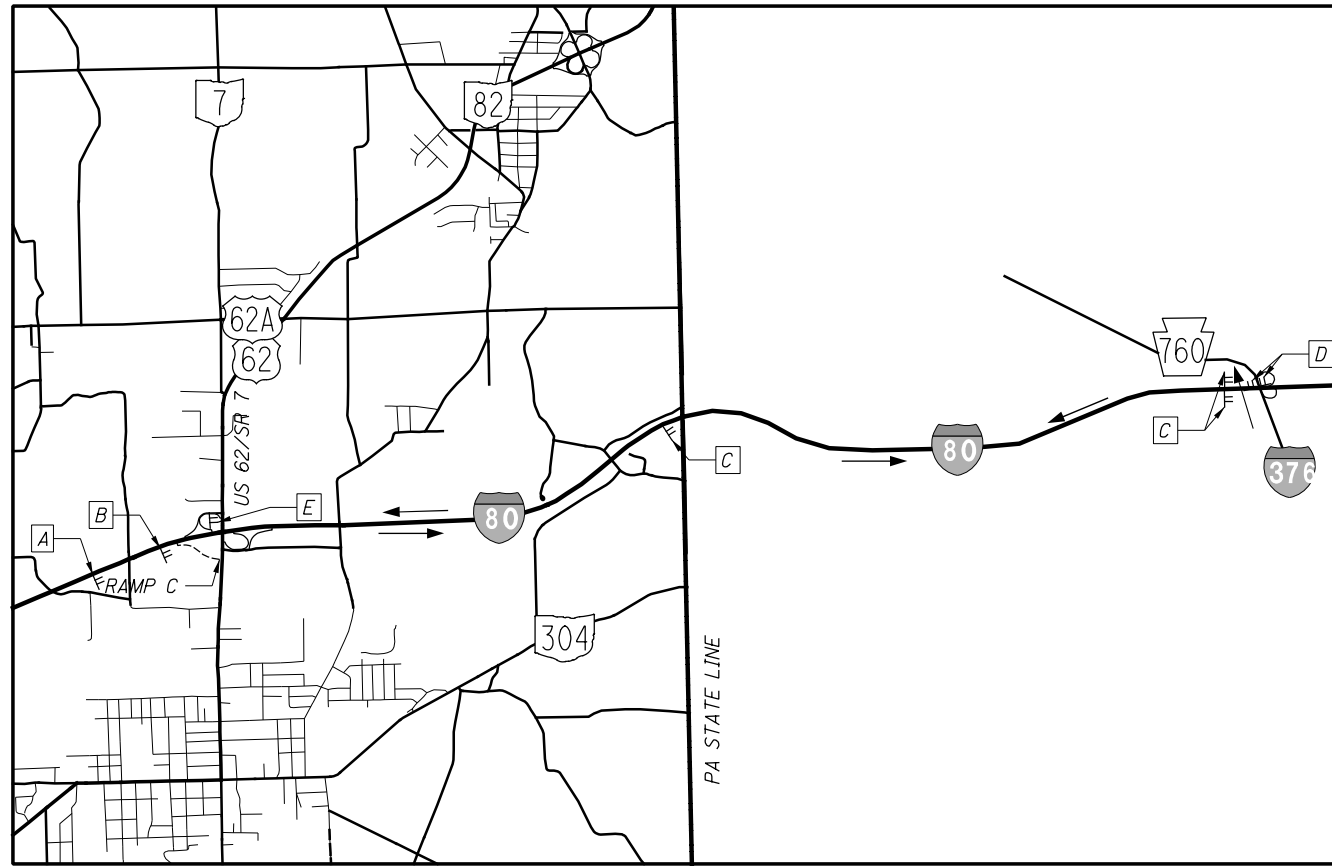 7
82
62A
62
US 62/SR 7
760
D
C
80
376
C
80
E
B
A
RAMP C
304
PA STATE LINE